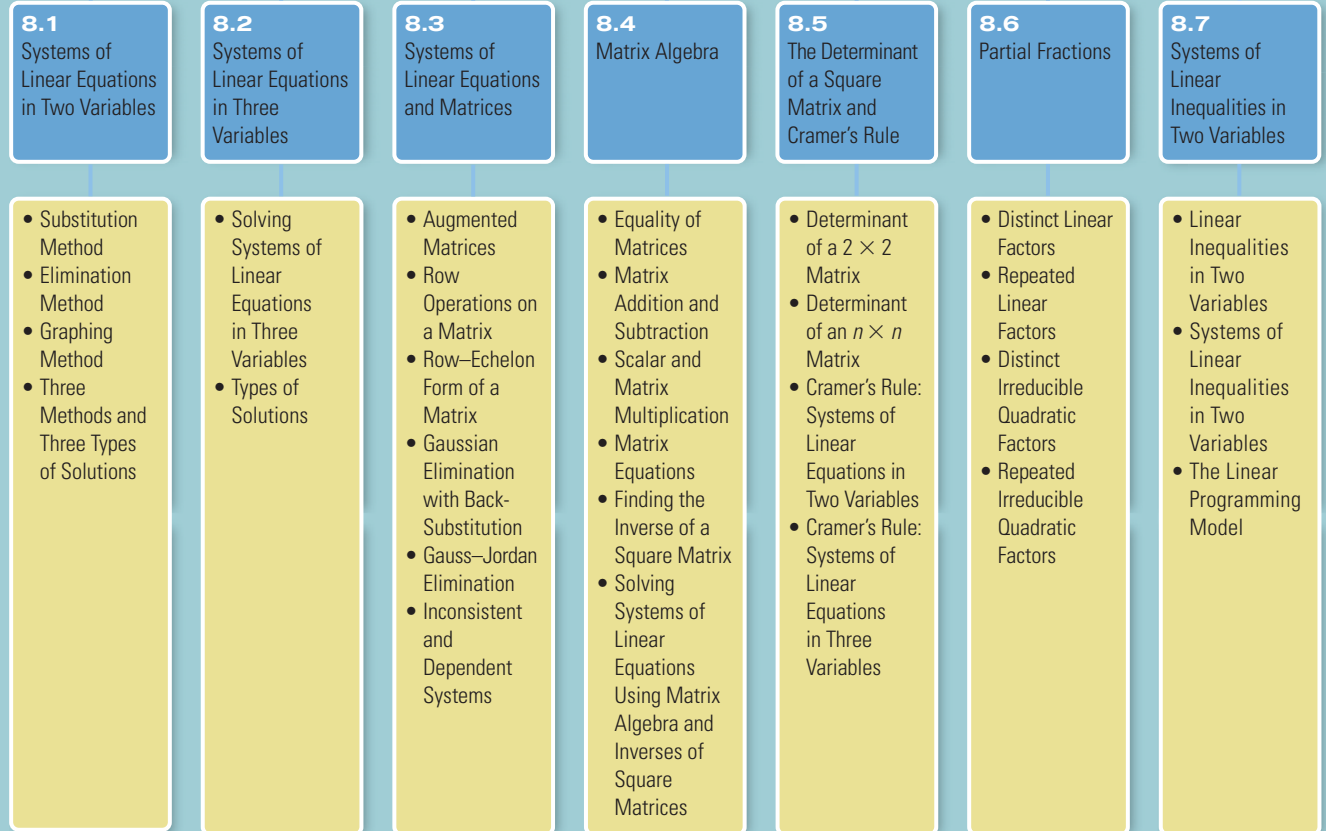 8.1
Systems of
Linear Equations
in Two Variables
8.2
Systems of
Linear Equations
in Three
Variables
8.3
Systems of
Linear Equations
and Matrices
8.4
Matrix Algebra
8.5
The Determinant
of a Square
Matrix and
Cramer's Rule
8.6
Partial Fractions
8.7
Systems of
Linear
Inequalities in
Two Variables
• Substitution
Method
• Elimination
Method
• Graphing
Method
• Three
Methods and
Three Types
of Solutions
• Solving
Systems of
Linear
Equations
in Three
Variables
• Types of
Solutions
• Augmented
Matrices
• Row
Operations on
a Matrix
• Row–Echelon
Form of a
Matrix
• Gaussian
Elimination
with Back-
Substitution
• Gauss–Jordan
Elimination
• Inconsistent
and
Dependent
Systems
• Equality of
Matrices
• Matrix
Addition and
Subtraction
• Scalar and
Matrix
Multiplication
• Matrix
Equations
• Finding the
Inverse of a
Square Matrix
• Solving
Systems of
Linear
Equations
Using Matrix
Algebra and
Inverses of
Square
Matrices
• Determinant
of a 2 × 2
Matrix
• Determinant
of an n × n
Matrix
• Cramer's Rule:
Systems of
Linear
Equations in
Two Variables
• Cramer's Rule:
Systems of
Linear
Equations
in Three
Variables
• Distinct Linear
Factors
• Repeated
Linear
Factors
• Distinct
Irreducible
Quadratic
Factors
• Repeated
Irreducible
Quadratic
Factors
• Linear
Inequalities
in Two
Variables
• Systems of
Linear
Inequalities
in Two
Variables
• The Linear
Programming
Model